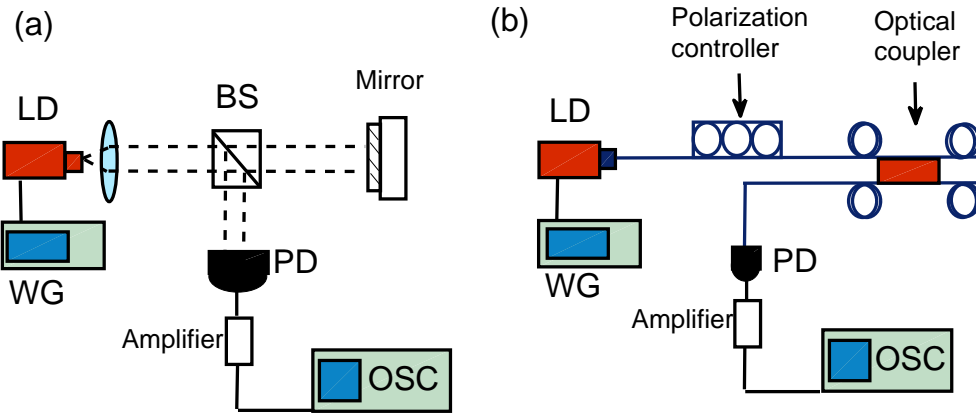 (a)
LD
BS
Mirror
WG
PD
Amplifier
OSC
(b)
Polarization
controller
Optical
coupler
LD
WG
PD
Amplifier
OSC